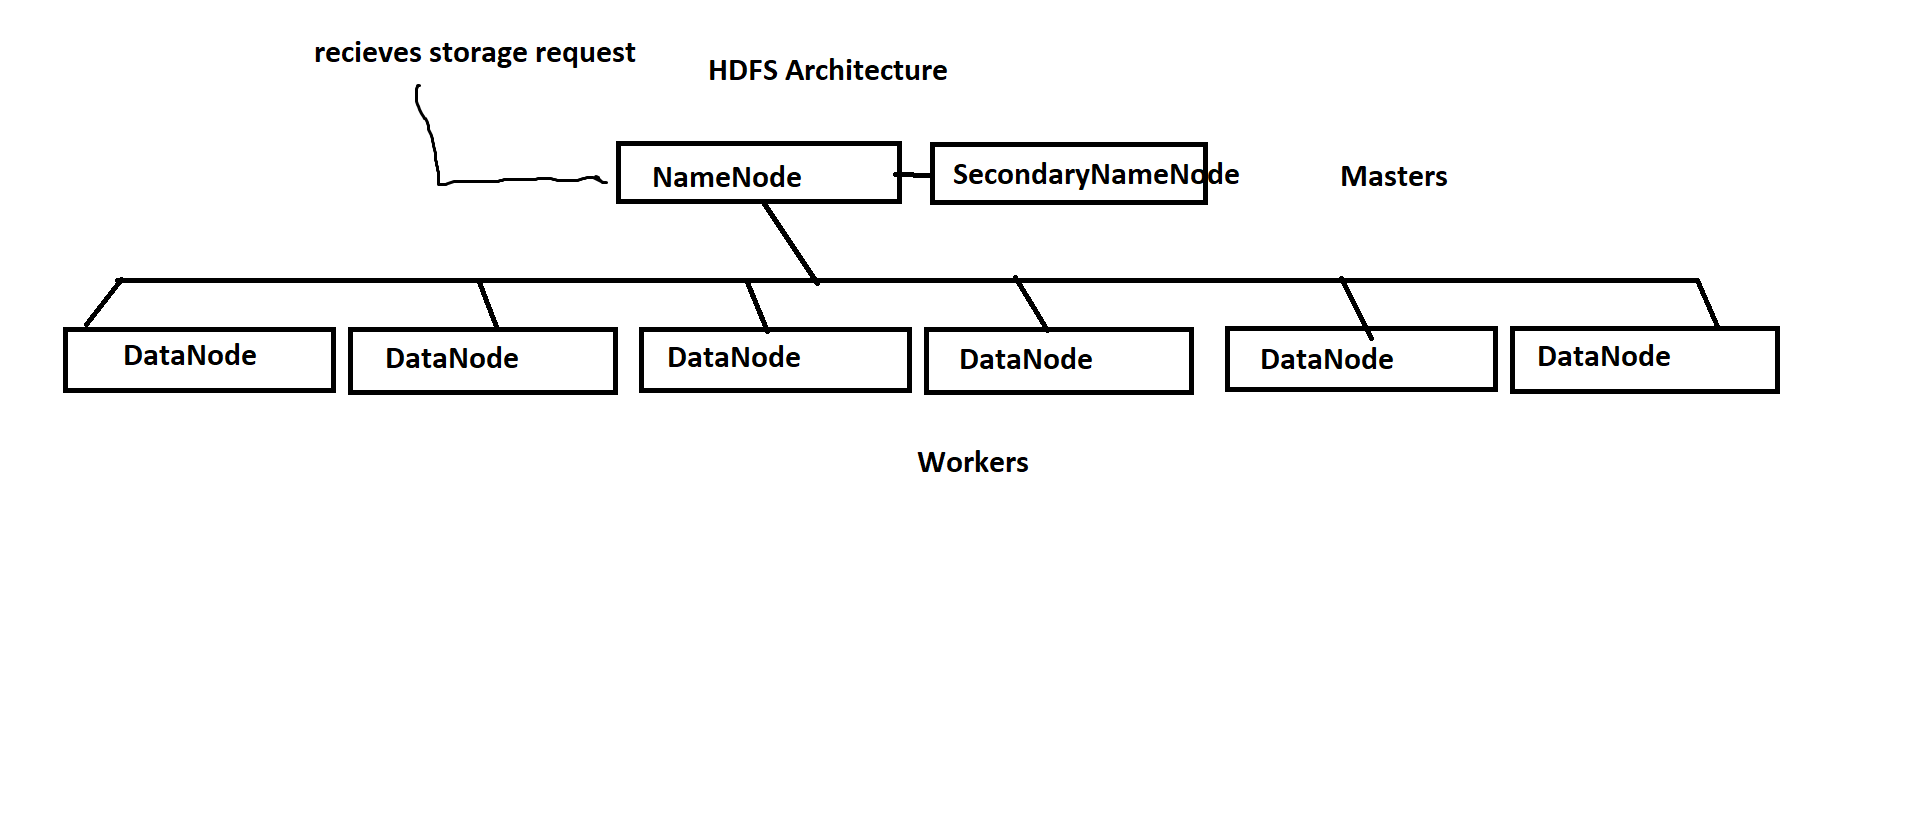 recieves storage request
HDFS Architecture
NameNode
SecondaryNameNode
Masters
DataNode
DataNode
DataNode
DataNode
DataNode
DataNode
Workers